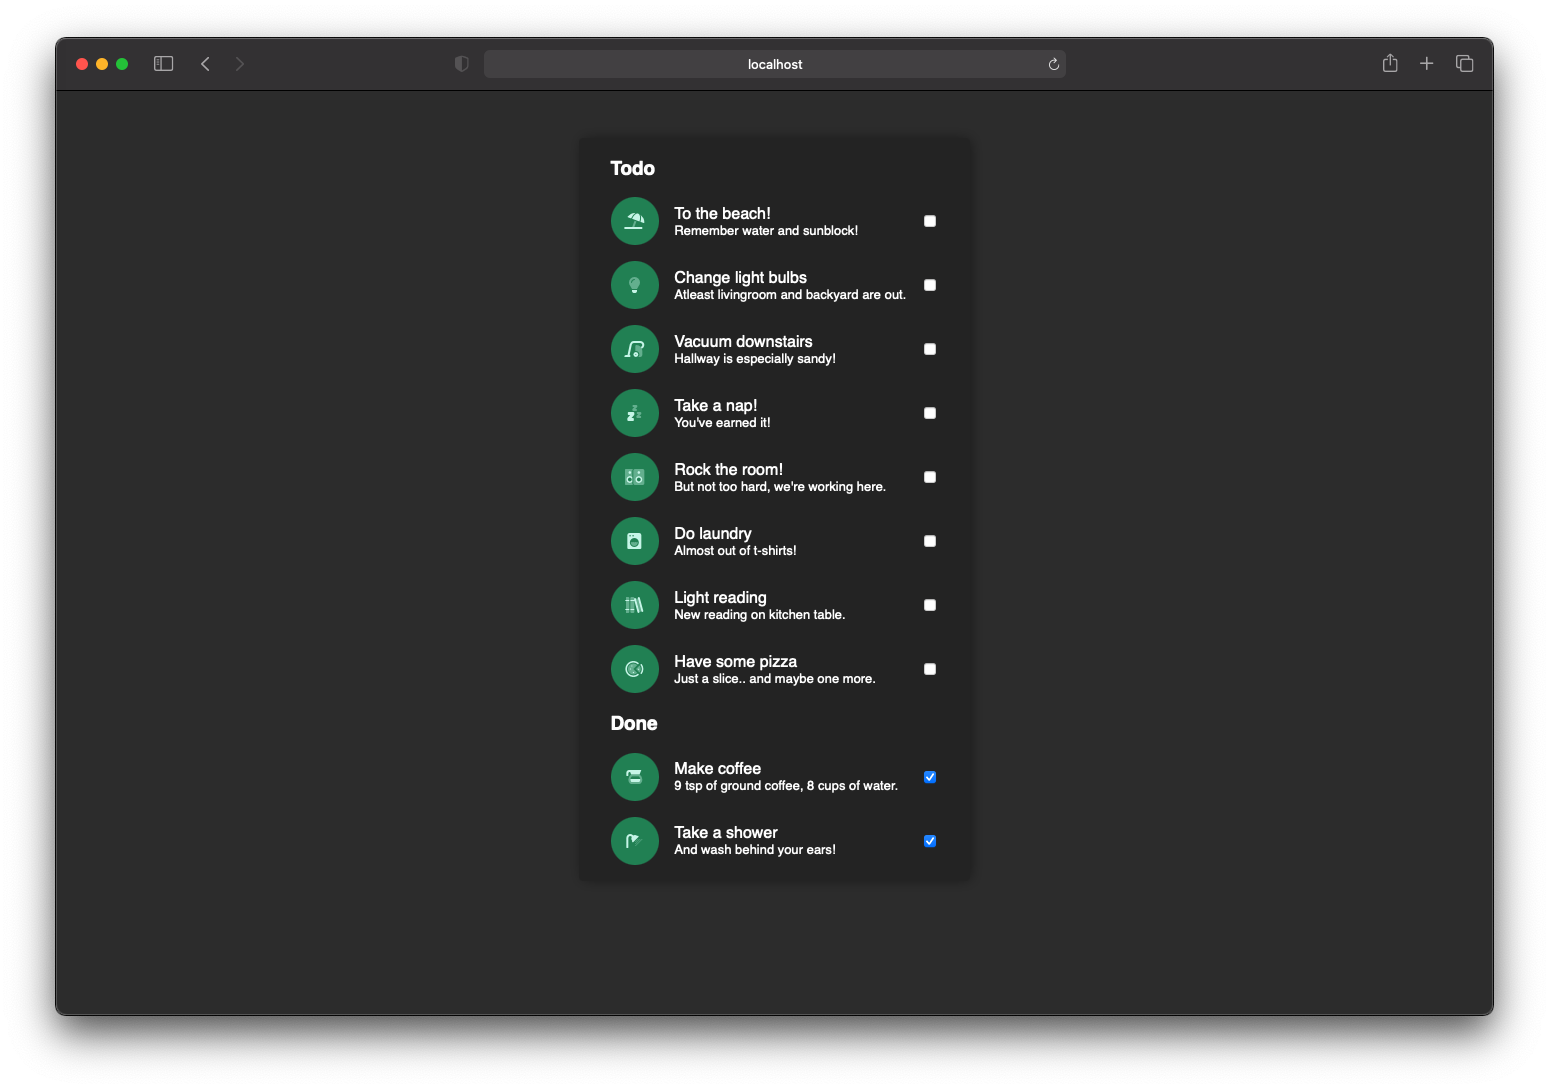 localhost
Todo
To the beach!
Remember water and sunblock!
Change light bulbs
Atleast livingroom and backyard are out.
Vacuum downstairs
Hallway is especially sandy!
Take a nap!
You've earned it!
Rock the room!
But not too hard, we're working here.
Do laundry
Almost out of t-shirts!
Light reading
New reading on kitchen table.
Have some pizza
Just a slice.. and maybe one more.
Done
Make coffee
9 tsp of ground coffee, 8 cups of water.
Take a shower
And wash behind your ears!